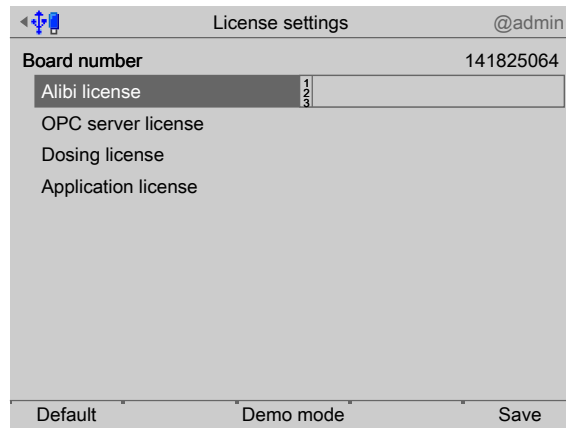 License settings @admin
Board number 141825064
Alibi license 1 2 3
OPC server license
Dosing license
Application license
Default Demo mode Save